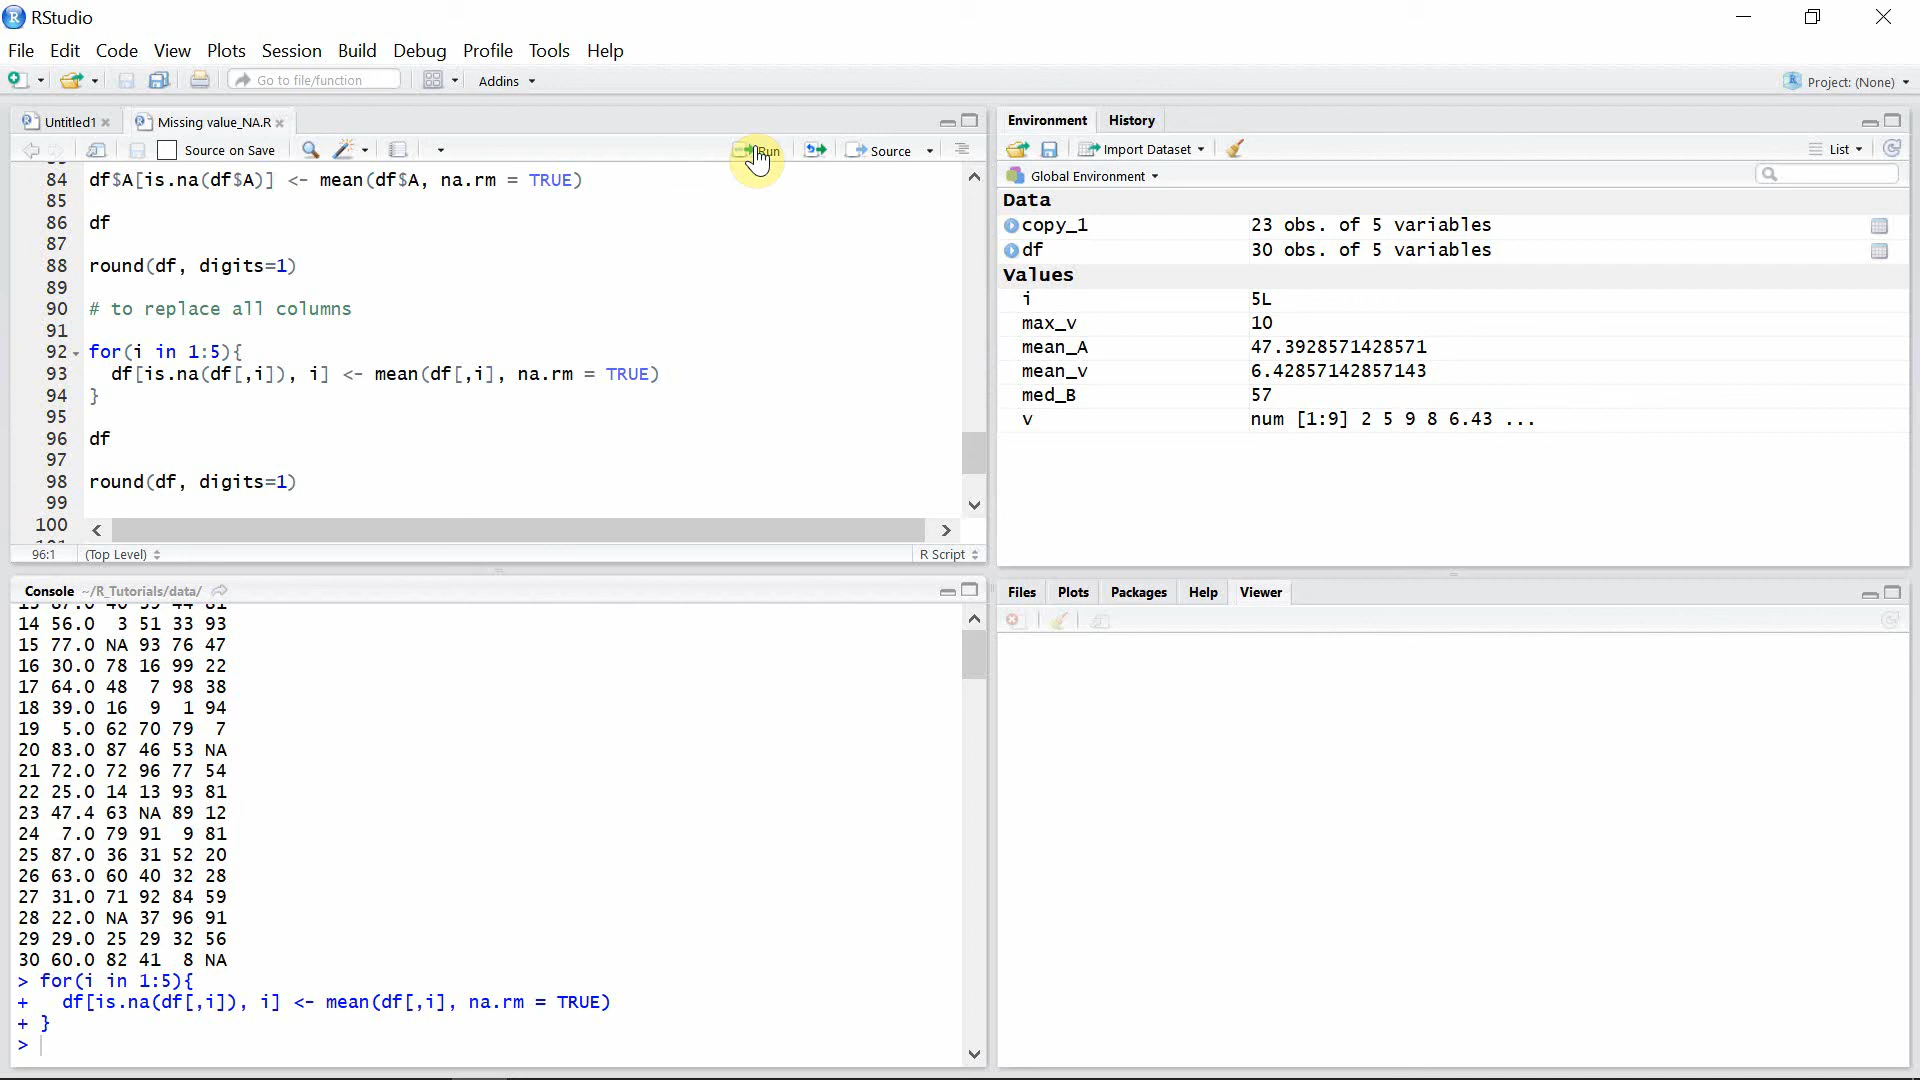 RStudio
File Edit Code View Plots Session Build Debug Profile Tools Help
Go to file/function Addins
Untitled1 Missing value_NA.R
Source on Save Run Source
84 df$A[is.na(df$A)] <- mean(df$A, na.rm = TRUE)
85
86 df
87
88 round(df, digits=1)
89
90 # to replace all columns
91
92 for(i in 1:5){
93 df[is.na(df[,i]), i] <- mean(df[,i], na.rm = TRUE)
94 }
95
96 df
97
98 round(df, digits=1)
99
100
96:1 (Top Level) R Script
Console ~/R_Tutorials/data/
14 56.0 3 51 33 93
15 77.0 NA 93 76 47
16 30.0 78 16 99 22
17 64.0 48 7 98 38
18 39.0 16 9 1 94
19 5.0 62 70 79 7
20 83.0 87 46 53 NA
21 72.0 72 96 77 54
22 25.0 14 13 93 81
23 47.4 63 NA 89 12
24 7.0 79 91 9 81
25 87.0 36 31 52 20
26 63.0 60 40 32 28
27 31.0 71 92 84 59
28 22.0 NA 37 96 91
29 29.0 25 29 32 56
30 60.0 82 41 8 NA
> for(i in 1:5){
+ df[is.na(df[,i]), i] <- mean(df[,i], na.rm = TRUE)
+ }
>
Project: (None)
Environment History
Import Dataset List
Global Environment
Data
copy_1 23 obs. of 5 variables
df 30 obs. of 5 variables
Values
i 5L
max_v 10
mean_A 47.3928571428571
mean_v 6.42857142857143
med_B 57
v num [1:9] 2 5 9 8 6.43 ...
Files Plots Packages Help Viewer